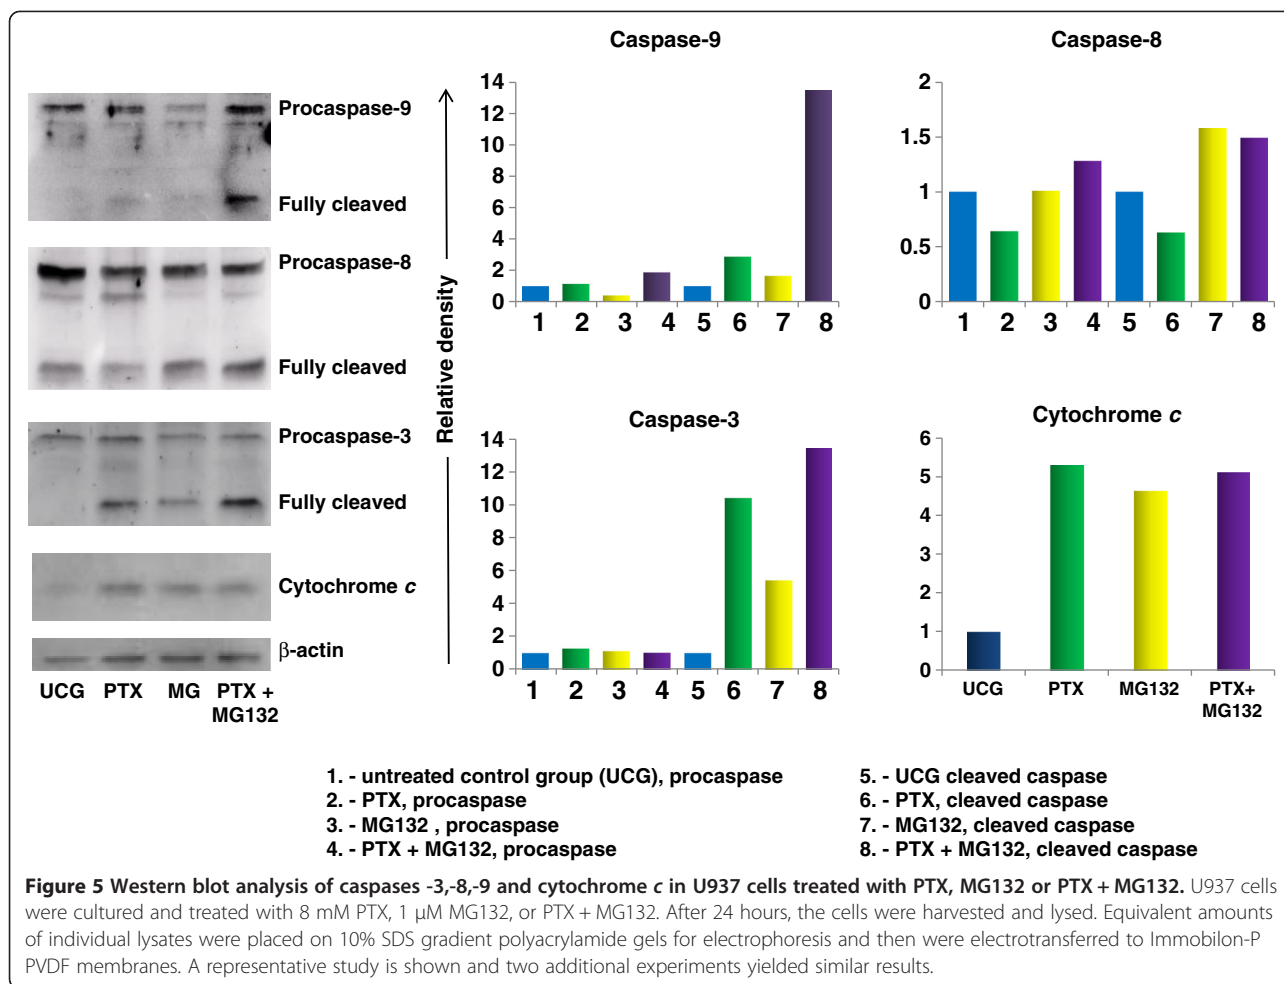 Procaspase-9
Fully cleaved
Procaspase-8
Fully cleaved
Procaspase-3
Fully cleaved
Cytochrome c
β-actin
UCG PTX MG PTX +
MG132
Relative density
Caspase-9
14
12
10
8
6
4
2
0
1 2 3 4 5 6 7 8
Caspase-8
2
1.5
1
0.5
0
1 2 3 4 5 6 7 8
Caspase-3
14
12
10
8
6
4
2
0
1 2 3 4 5 6 7 8
Cytochrome c
6
5
4
3
2
1
0
UCG PTX MG132 PTX+
MG132
1. - untreated control group (UCG), procaspase
2. - PTX, procaspase
3. - MG132 , procaspase
4. - PTX + MG132, procaspase
5. - UCG cleaved caspase
6. - PTX, cleaved caspase
7. - MG132, cleaved caspase
8. - PTX + MG132, cleaved caspase
Figure 5 Western blot analysis of caspases -3,-8,-9 and cytochrome c in U937 cells treated with PTX, MG132 or PTX + MG132. U937 cells
were cultured and treated with 8 mM PTX, 1 μM MG132, or PTX + MG132. After 24 hours, the cells were harvested and lysed. Equivalent amounts
of individual lysates were placed on 10% SDS gradient polyacrylamide gels for electrophoresis and then were electrotransferred to Immobilon-P
PVDF membranes. A representative study is shown and two additional experiments yielded similar results.